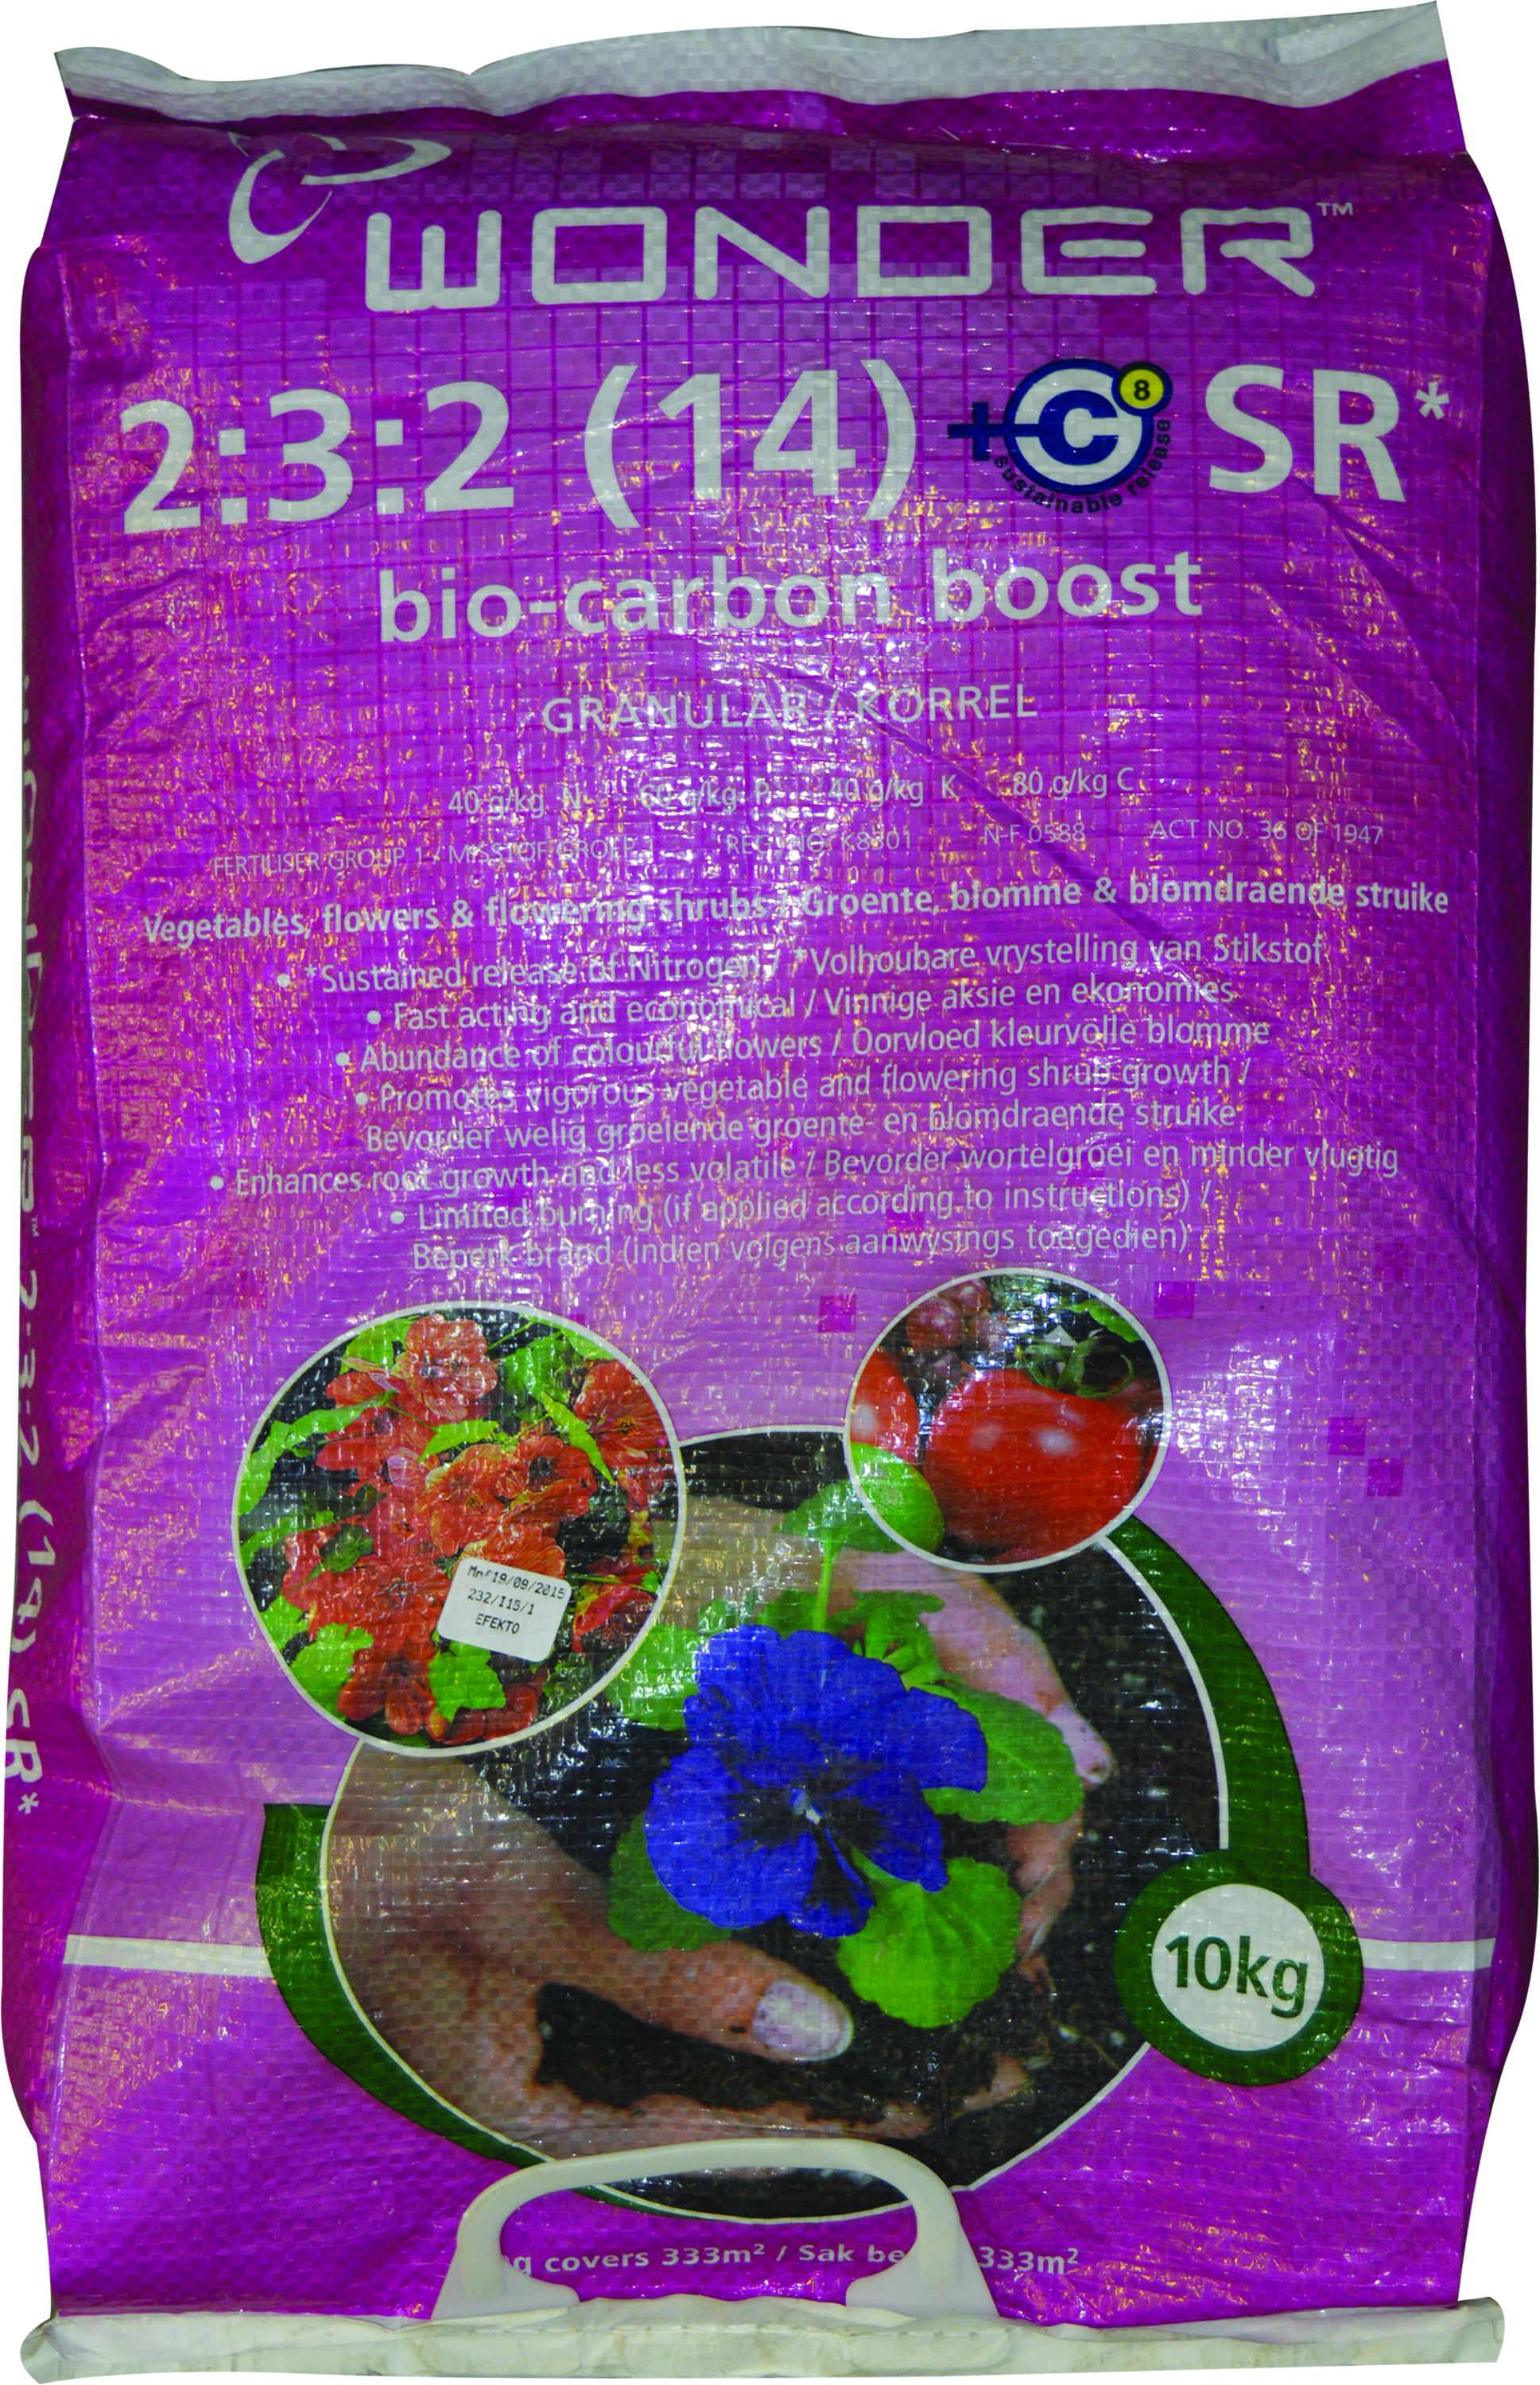 WONDER™
2:3:2 (14) +C 8 SR*
sustainable release
bio-carbon boost
GRANULAR / KORREL
40 g/kg N 60 g/kg P 40 g/kg K 80 g/kg C
FERTILISER GROUP 1 / MISSTOF GROEP 1 REG. NO. K8301 N-F 0588 ACT NO. 36 OF 1947
Vegetables, flowers & flowering shrubs / Groente, blomme & blomdraende struike
• *Sustained release of Nitrogen / *Volhoubare vrystelling van Stikstof
• Fast acting and economical / Vinnige aksie en ekonomies
• Abundance of colourful flowers / Oorvloed kleurvolle blomme
• Promotes vigorous vegetable and flowering shrub growth /
Bevorder welig groeiende groente- en blomdraende struike
• Enhances root growth and less volatile / Bevorder wortelgroei en minder vlugtig
• Limited burning (if applied according to instructions) /
Beperk brand (indien volgens aanwysings toegedien)
Mnf 19/09/2015
232/I15/1
EFEKTO
10kg
covers 333m² / Sak 333m²
WONDER™ 2:3:2 (14) SR*